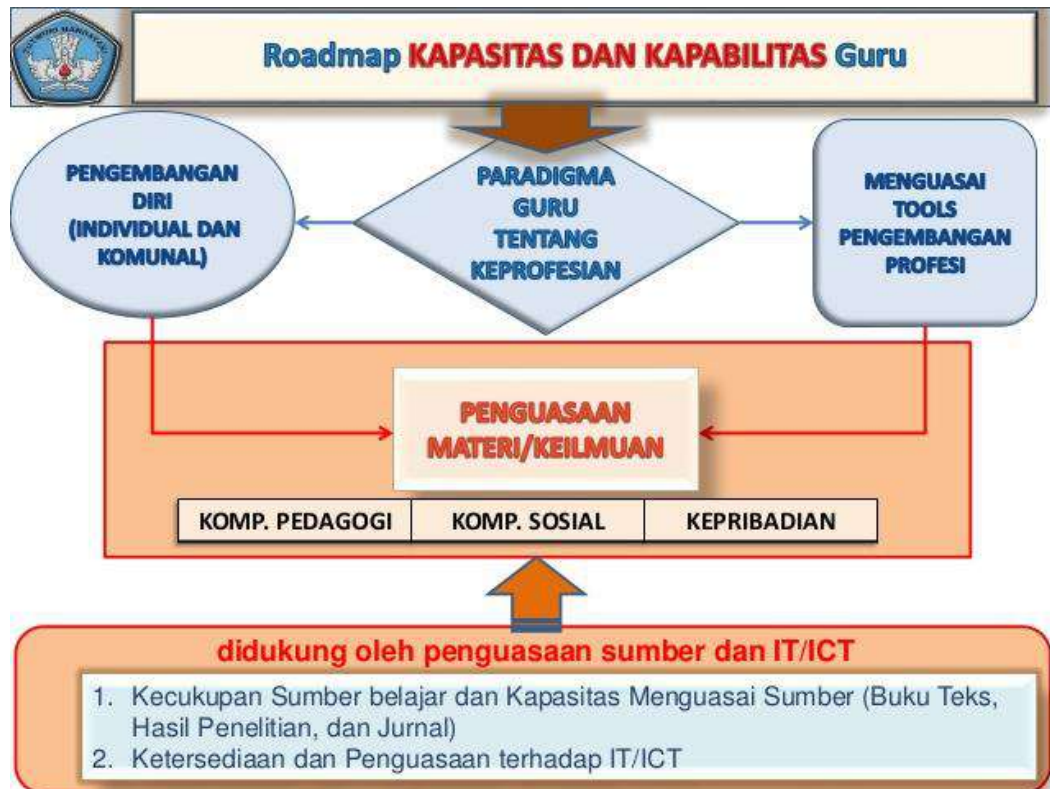 Roadmap KAPASITAS DAN KAPABILITAS Guru
PENGEMBANGAN
DIRI
(INDIVIDUAL DAN
KOMUNAL)
PARADIGMA
GURU
TENTANG
KEPROFESIAN
MENGUASAI
TOOLS
PENGEMBANGAN
PROFESI
PENGUASAAN
MATERI/KEILMUAN
KOMP. PEDAGOGI KOMP. SOSIAL KEPRIBADIAN
didukung oleh penguasaan sumber dan IT/ICT
1. Kecukupan Sumber belajar dan Kapasitas Menguasai Sumber (Buku Teks,
Hasil Penelitian, dan Jurnal)
2. Ketersediaan dan Penguasaan terhadap IT/ICT